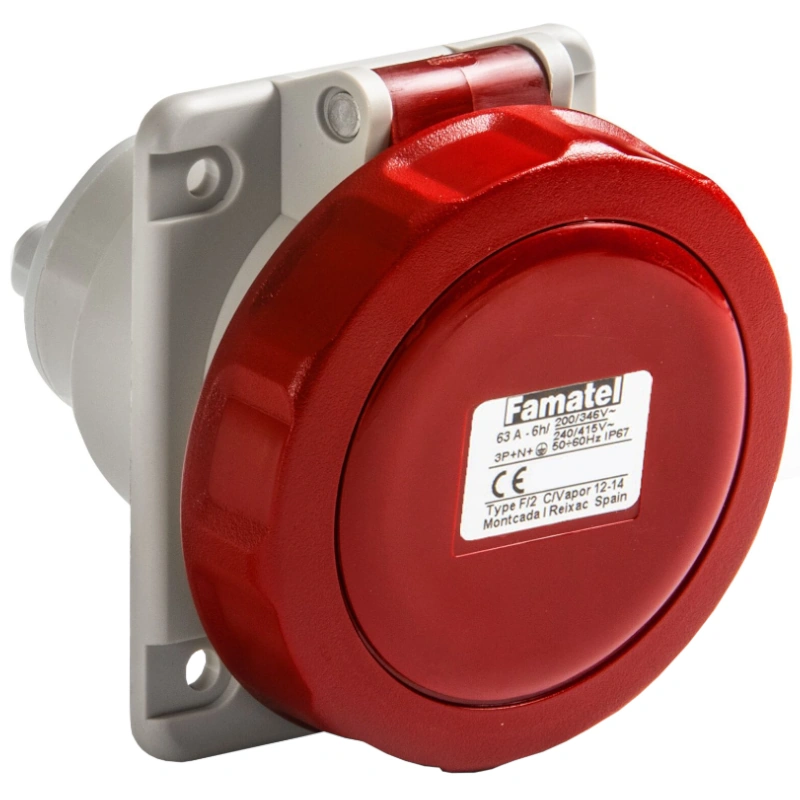 Famatel
63 A - 6h/ 200/346V~
240/415V~
3P+N+⏚ 50÷60Hz IP67
CE
Type F/2 C/Vapor 12-14
Montcada I Reixac Spain